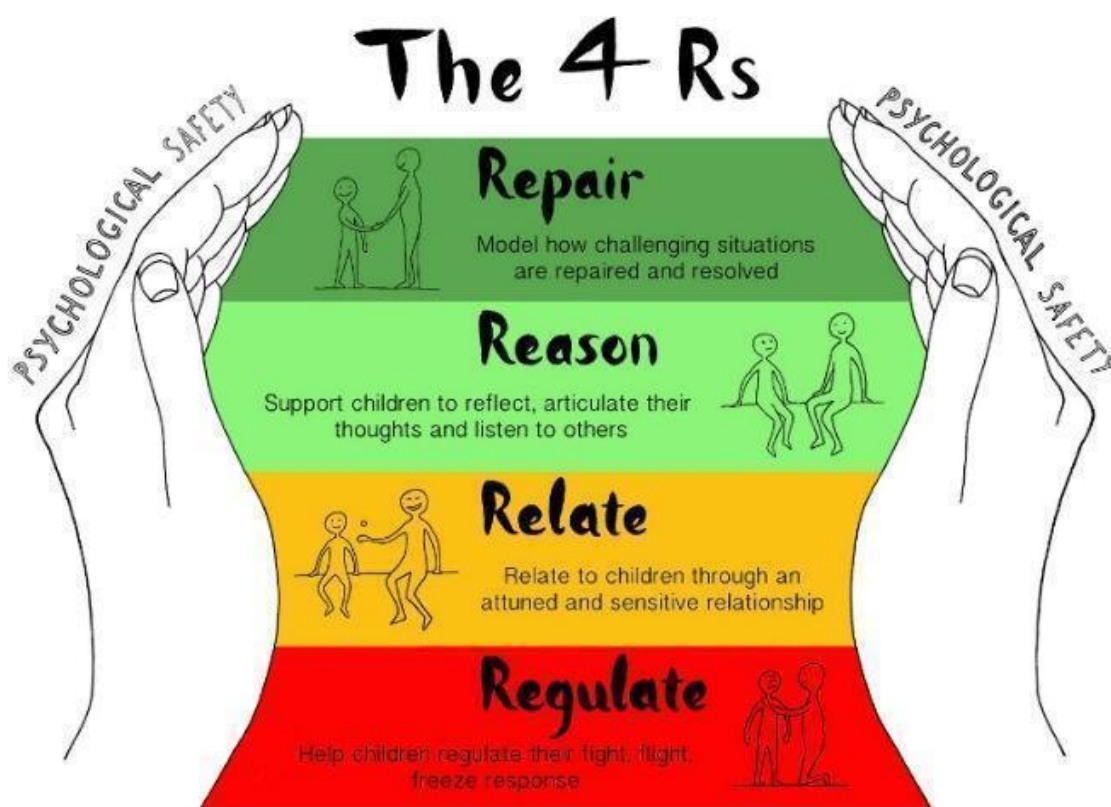 The 4 Rs
PSYCHOLOGICAL SAFETY
PSYCHOLOGICAL SAFETY
Repair
Model how challenging situations
are repaired and resolved
Reason
Support children to reflect, articulate their
thoughts and listen to others
Relate
Relate to children through an
attuned and sensitive relationship
Regulate
Help children regulate their fight, flight,
freeze response